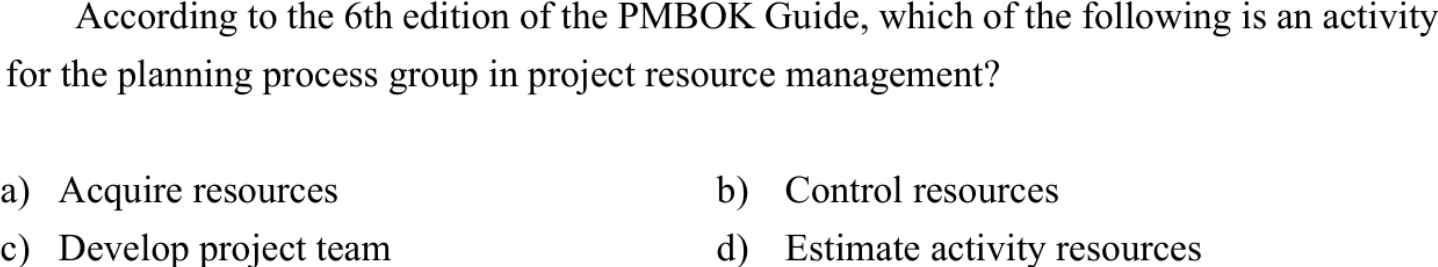 According to the 6th edition of the PMBOK Guide, which of the following is an activity
for the planning process group in project resource management?
a) Acquire resources b) Control resources
c) Develop project team d) Estimate activity resources